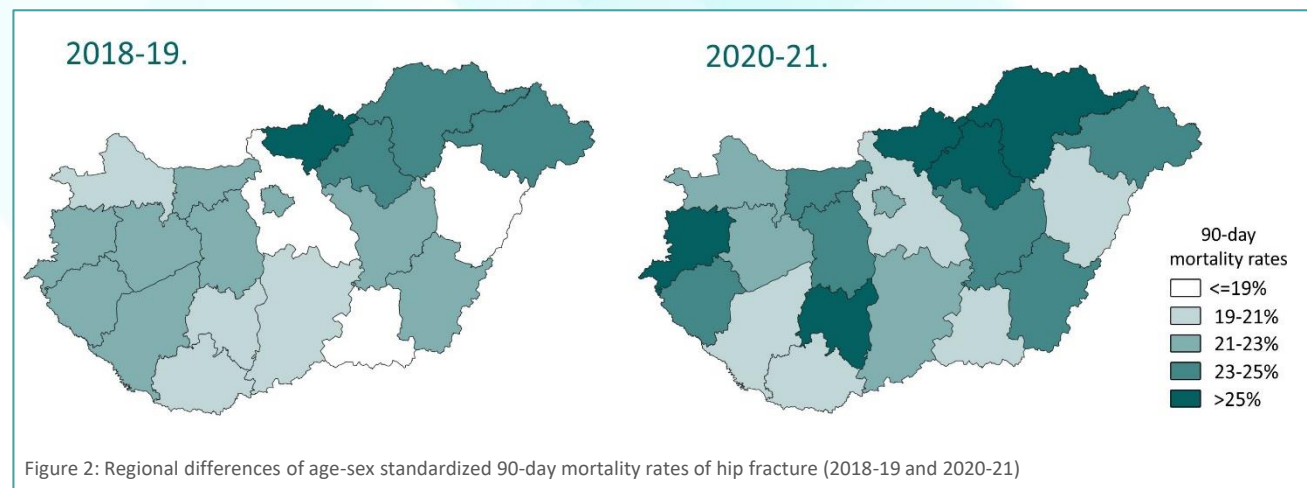 2018-19.
2020-21.
90-day
mortality rates
<=19%
19-21%
21-23%
23-25%
>25%
Figure 2: Regional differences of age-sex standardized 90-day mortality rates of hip fracture (2018-19 and 2020-21)